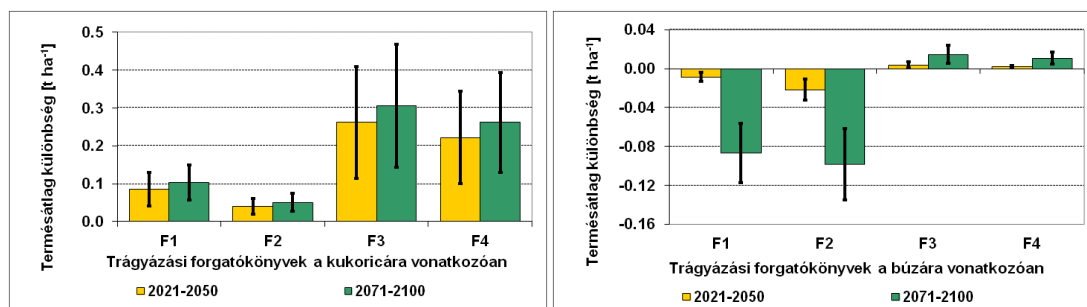 Termésátlag különbség [t ha⁻¹]
0.5
0.4
0.3
0.2
0.1
0.0
F1 F2 F3 F4
Trágyázási forgatókönyvek a kukoricára vonatkozóan
2021-2050 2071-2100
Termésátlag különbség [t ha⁻¹]
0.04
0.00
-0.04
-0.08
-0.12
-0.16
F1 F2 F3 F4
Trágyázási forgatókönyvek a búzára vonatkozóan
2021-2050 2071-2100